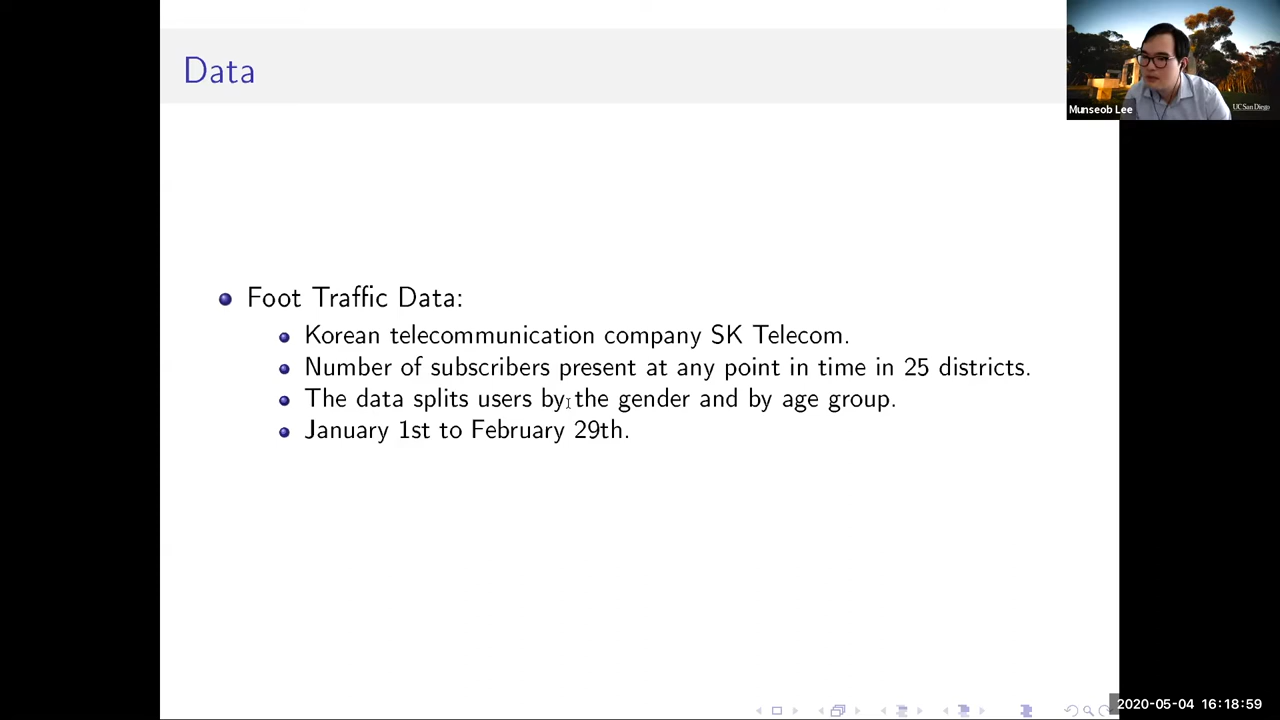 Data
Munseob Lee
UC San Diego
Foot Traffic Data:
Korean telecommunication company SK Telecom.
Number of subscribers present at any point in time in 25 districts.
The data splits users by the gender and by age group.
January 1st to February 29th.
2020-05-04 16:18:59